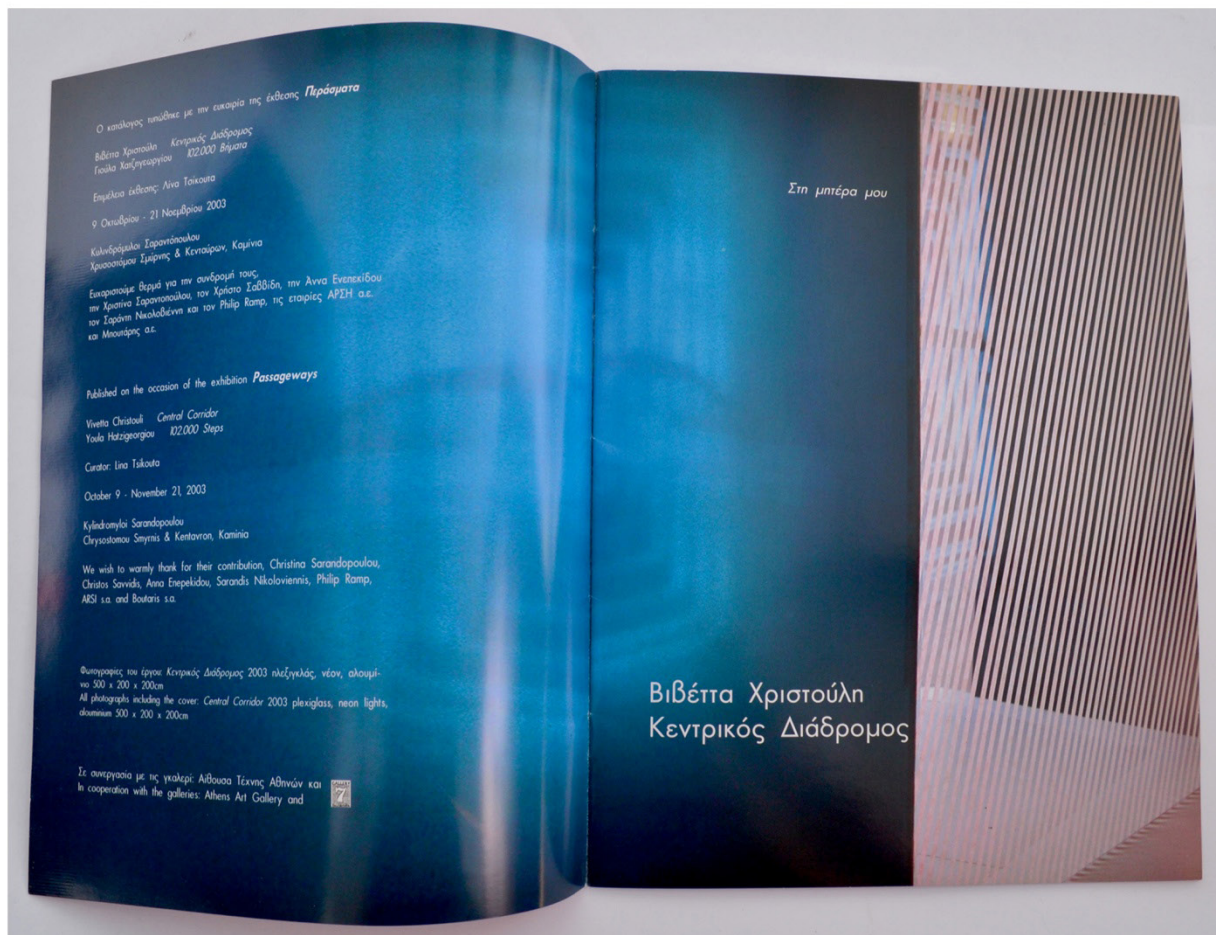 Ο κατάλογος τυπώθηκε με την ευκαιρία της έκθεσης Περάσματα
Βιβέττα Χριστούλη Κεντρικός Διάδρομος
Γιούλα Χατζηγεωργίου 102.000 Βήματα
Επιμέλεια έκθεσης: Λίνα Τσίκουτα
9 Οκτωβρίου - 21 Νοεμβρίου 2003
Κυλινδρόμυλοι Σαραντόπουλου
Χρυσοστόμου Σμύρνης & Κενταύρων, Καμίνια
Ευχαριστούμε θερμά για την συνδρομή τους,
την Χριστίνα Σαραντοπούλου, τον Χρήστο Σαββίδη, την Άννα Ενεπεκίδου
τον Σαράντη Νικολοβιέννη και τον Philip Ramp, τις εταιρίες ΑΡΣΗ α.ε.
και Μπουτάρης α.ε.
Published on the occasion of the exhibition Passageways
Vivetta Christouli Central Corridor
Youla Hatzigeorgiou 102.000 Steps
Curator: Lina Tsikouta
October 9 - November 21, 2003
Kylindromyloi Sarandopoulou
Chrysostomou Smyrnis & Kentavron, Kaminia
We wish to warmly thank for their contribution, Christina Sarandopoulou,
Christos Savvidis, Anna Enepekidou, Sarandis Nikoloviennis, Philip Ramp,
ARSI s.a. and Boutaris s.a.
Φωτογραφίες του έργου: Κεντρικός Διάδρομος 2003 πλεξιγκλάς, νέον, αλουμί-
νιο 500 x 200 x 200cm
All photographs including the cover: Central Corridor 2003 plexiglass, neon lights,
alouminium 500 x 200 x 200cm
Σε συνεργασία με τις γκαλερί: Αίθουσα Τέχνης Αθηνών και
In cooperation with the galleries: Athens Art Gallery and
7
Στη μητέρα μου
Βιβέττα Χριστούλη
Κεντρικός Διάδρομος